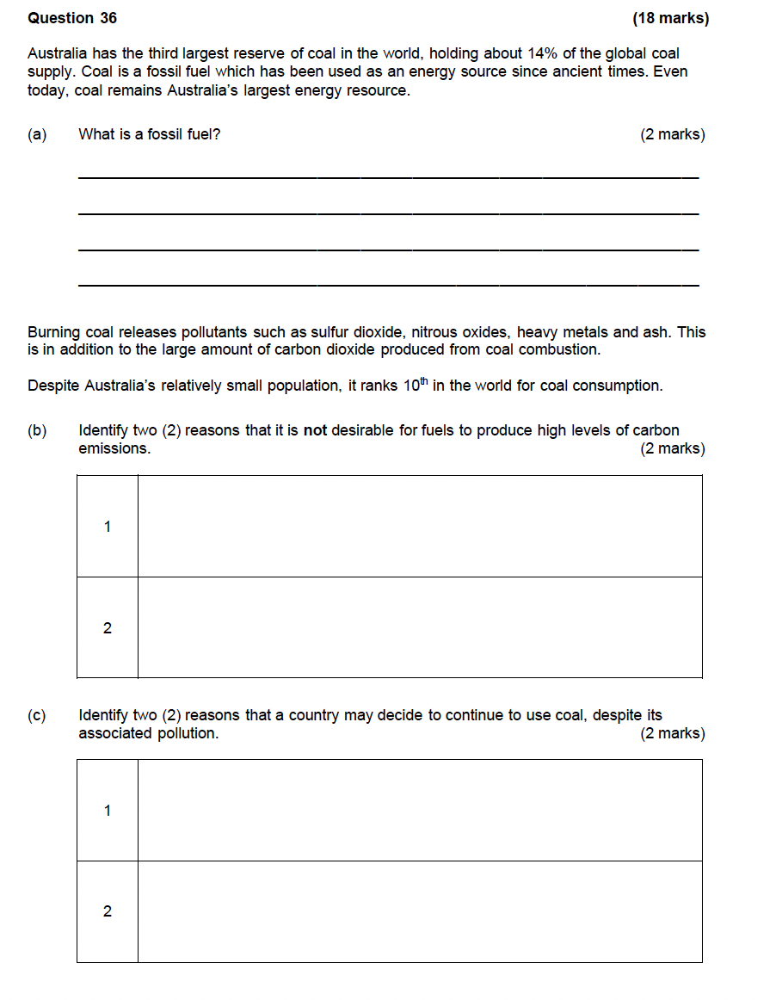 Question 36 (18 marks)
Australia has the third largest reserve of coal in the world, holding about 14% of the global coal
supply. Coal is a fossil fuel which has been used as an energy source since ancient times. Even
today, coal remains Australia's largest energy resource.
(a) What is a fossil fuel? (2 marks)
Burning coal releases pollutants such as sulfur dioxide, nitrous oxides, heavy metals and ash. This
is in addition to the large amount of carbon dioxide produced from coal combustion.
Despite Australia's relatively small population, it ranks 10th in the world for coal consumption.
(b) Identify two (2) reasons that it is not desirable for fuels to produce high levels of carbon
emissions. (2 marks)
1
2
(c) Identify two (2) reasons that a country may decide to continue to use coal, despite its
associated pollution. (2 marks)
1
2